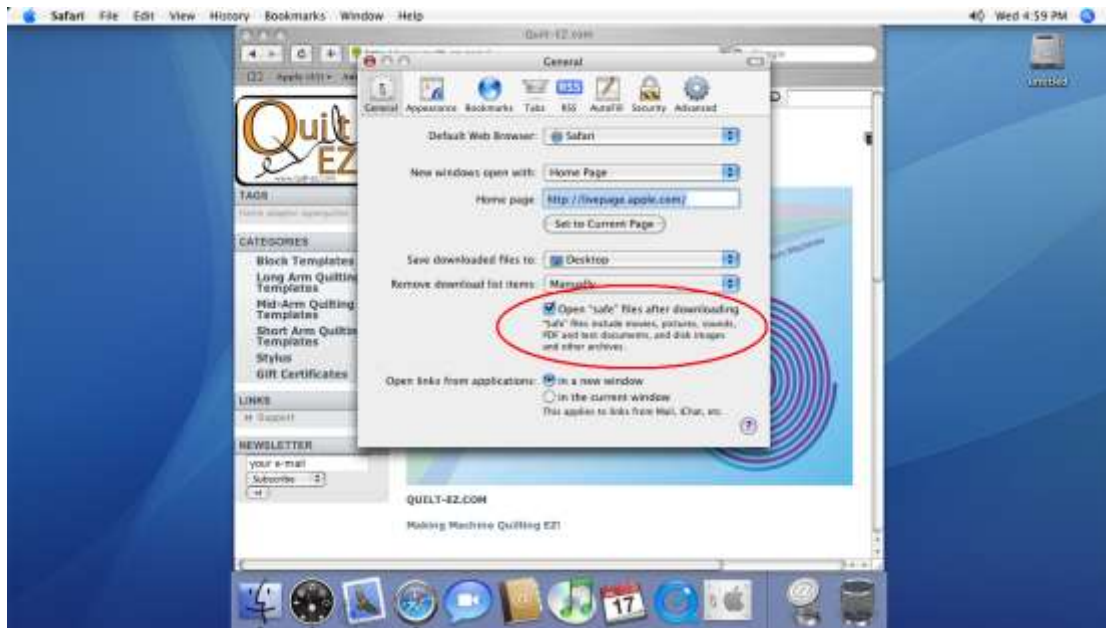 Safari File Edit View History Bookmarks Window Help
Wed 4:59 PM
Quilt-EZ.com
General
General Appearance Bookmarks Tabs RSS AutoFill Security Advanced
Default Web Browser: Safari
New windows open with: Home Page
Home page: http://livepage.apple.com/
Set to Current Page
Save downloaded files to: Desktop
Remove download list items: Manually
Open "safe" files after downloading
"Safe" files include movies, pictures, sounds,
PDF and text documents, and disk images
and other archives.
Open links from applications: in a new window
in the current window
This applies to links from Mail, iChat, etc.
?
untitled
Quilt
EZ
TAGS
CATEGORIES
Block Templates
Long Arm Quilting
Templates
Mid-Arm Quilting
Templates
Short Arm Quilting
Templates
Stylus
Gift Certificates
LINKS
Support
NEWSLETTER
your e-mail
Subscribe
QUILT-EZ.COM
Making Machine Quilting EZ!
17